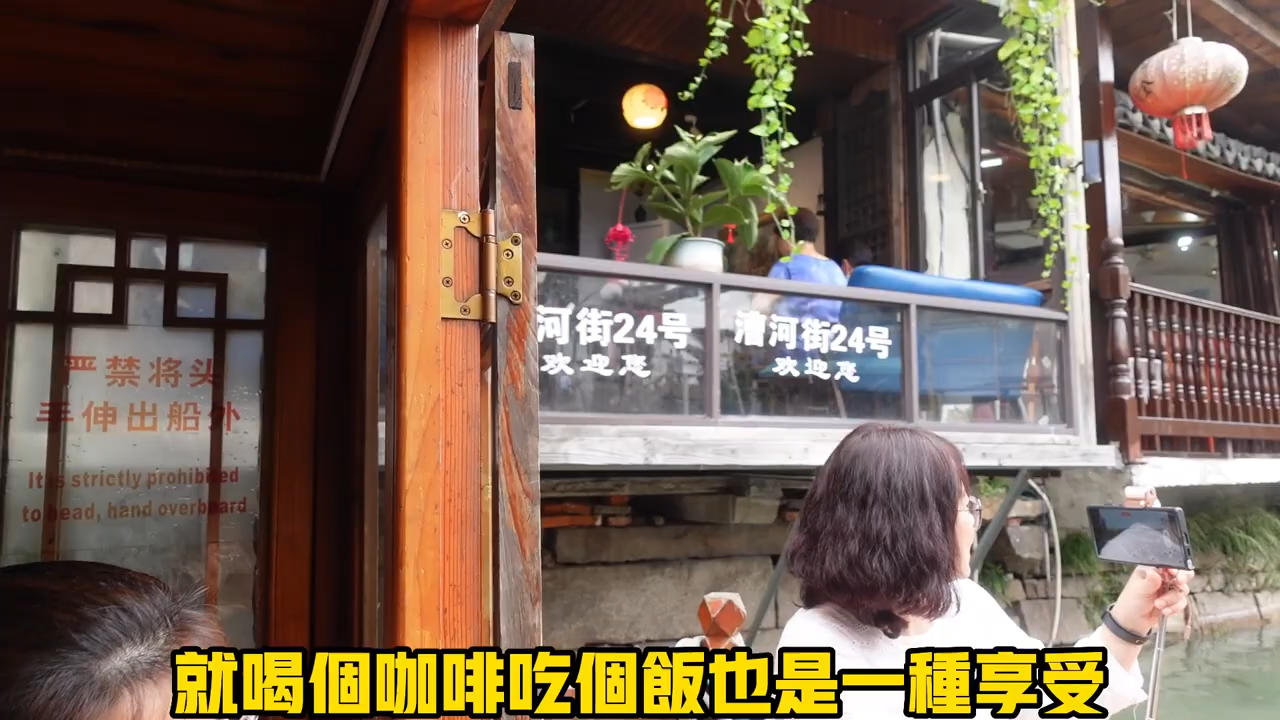 严禁将头
手伸出船外
It is strictly prohibited
to head, hand overboard
河街24号
欢迎您
漕河街24号
欢迎您
就喝個咖啡吃個飯也是一種享受